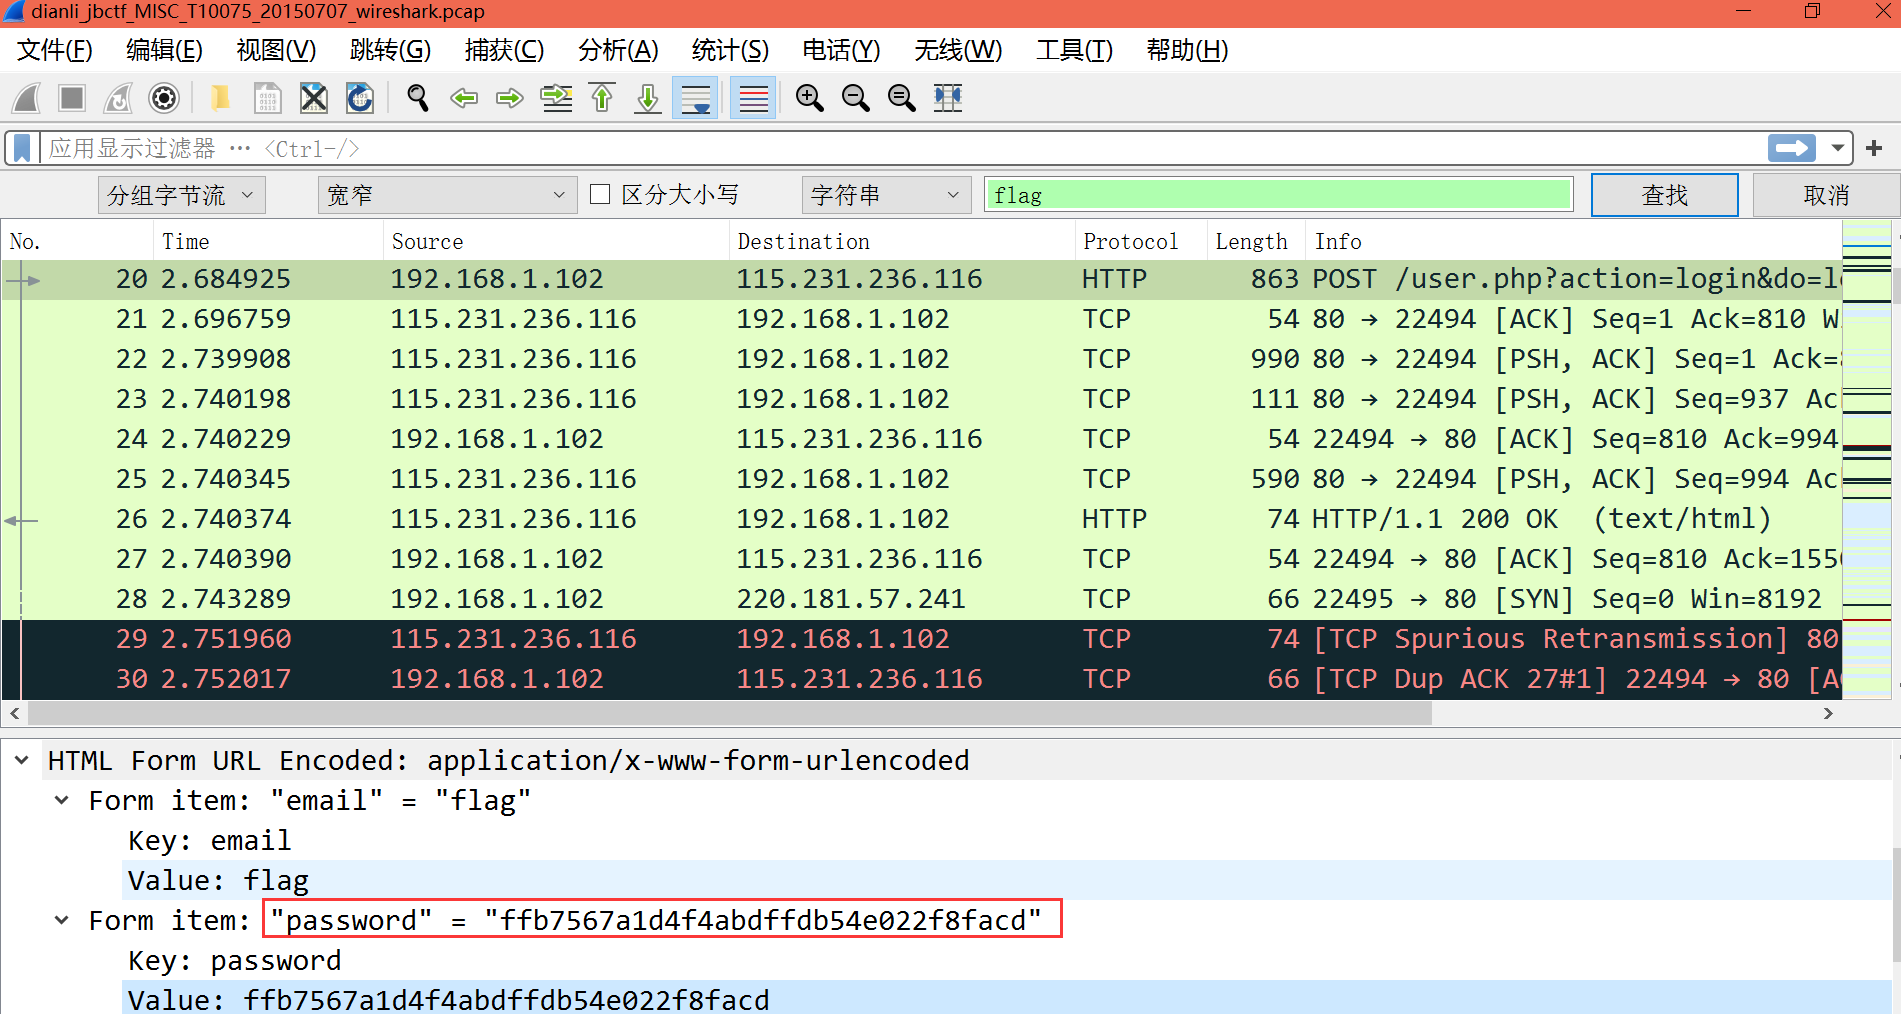 dianli_jbctf_MISC_T10075_20150707_wireshark.pcap
文件(F) 编辑(E) 视图(V) 跳转(G) 捕获(C) 分析(A) 统计(S) 电话(Y) 无线(W) 工具(T) 帮助(H)
应用显示过滤器 … <Ctrl-/>
分组字节流 宽窄 区分大小写 字符串 flag 查找 取消
No. Time Source Destination Protocol Length Info
20 2.684925 192.168.1.102 115.231.236.116 HTTP 863 POST /user.php?action=login&do=l
21 2.696759 115.231.236.116 192.168.1.102 TCP 54 80 → 22494 [ACK] Seq=1 Ack=810 W
22 2.739908 115.231.236.116 192.168.1.102 TCP 990 80 → 22494 [PSH, ACK] Seq=1 Ack=
23 2.740198 115.231.236.116 192.168.1.102 TCP 111 80 → 22494 [PSH, ACK] Seq=937 Ac
24 2.740229 192.168.1.102 115.231.236.116 TCP 54 22494 → 80 [ACK] Seq=810 Ack=994
25 2.740345 115.231.236.116 192.168.1.102 TCP 590 80 → 22494 [PSH, ACK] Seq=994 Ac
26 2.740374 115.231.236.116 192.168.1.102 HTTP 74 HTTP/1.1 200 OK (text/html)
27 2.740390 192.168.1.102 115.231.236.116 TCP 54 22494 → 80 [ACK] Seq=810 Ack=155
28 2.743289 192.168.1.102 220.181.57.241 TCP 66 22495 → 80 [SYN] Seq=0 Win=8192
29 2.751960 115.231.236.116 192.168.1.102 TCP 74 [TCP Spurious Retransmission] 80
30 2.752017 192.168.1.102 115.231.236.116 TCP 66 [TCP Dup ACK 27#1] 22494 → 80 [A
HTML Form URL Encoded: application/x-www-form-urlencoded
Form item: "email" = "flag"
Key: email
Value: flag
Form item: "password" = "ffb7567a1d4f4abdffdb54e022f8facd"
Key: password
Value: ffb7567a1d4f4abdffdb54e022f8facd